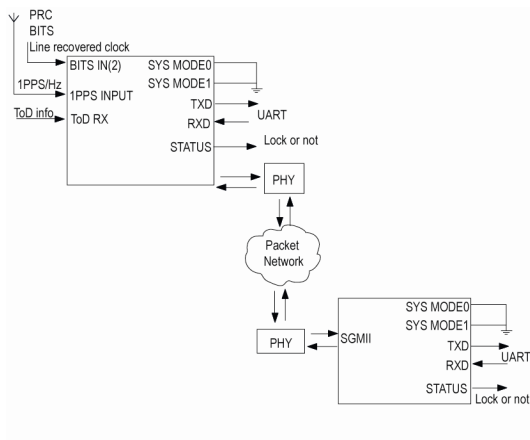 PRC
BITS
Line recovered clock
BITS IN(2)
SYS MODE0
SYS MODE1
1PPS/Hz
1PPS INPUT
TXD
UART
ToD info
ToD RX
RXD
STATUS
Lock or not
PHY
Packet
Network
PHY
SGMII
SYS MODE0
SYS MODE1
TXD
UART
RXD
STATUS
Lock or not